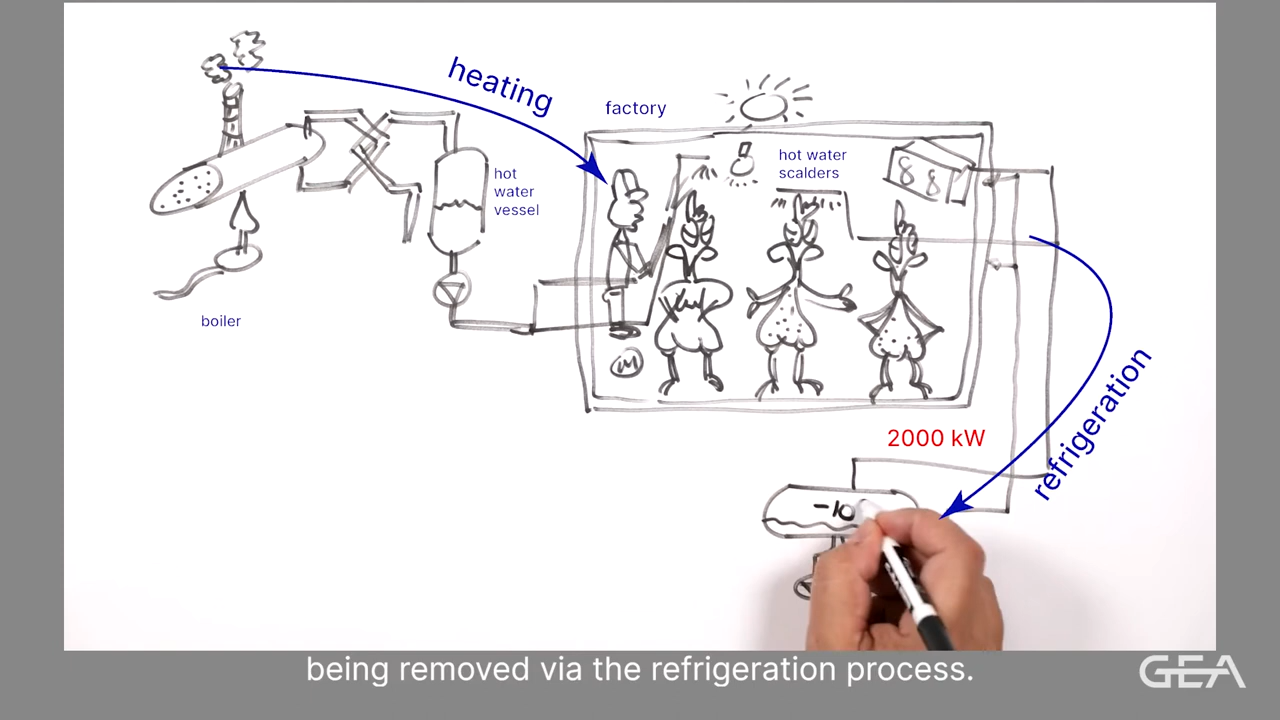 heating
factory
hot water
scalders
hot
water
vessel
boiler
M
2000 kW
refrigeration
-10
being removed via the refrigeration process.
GEA